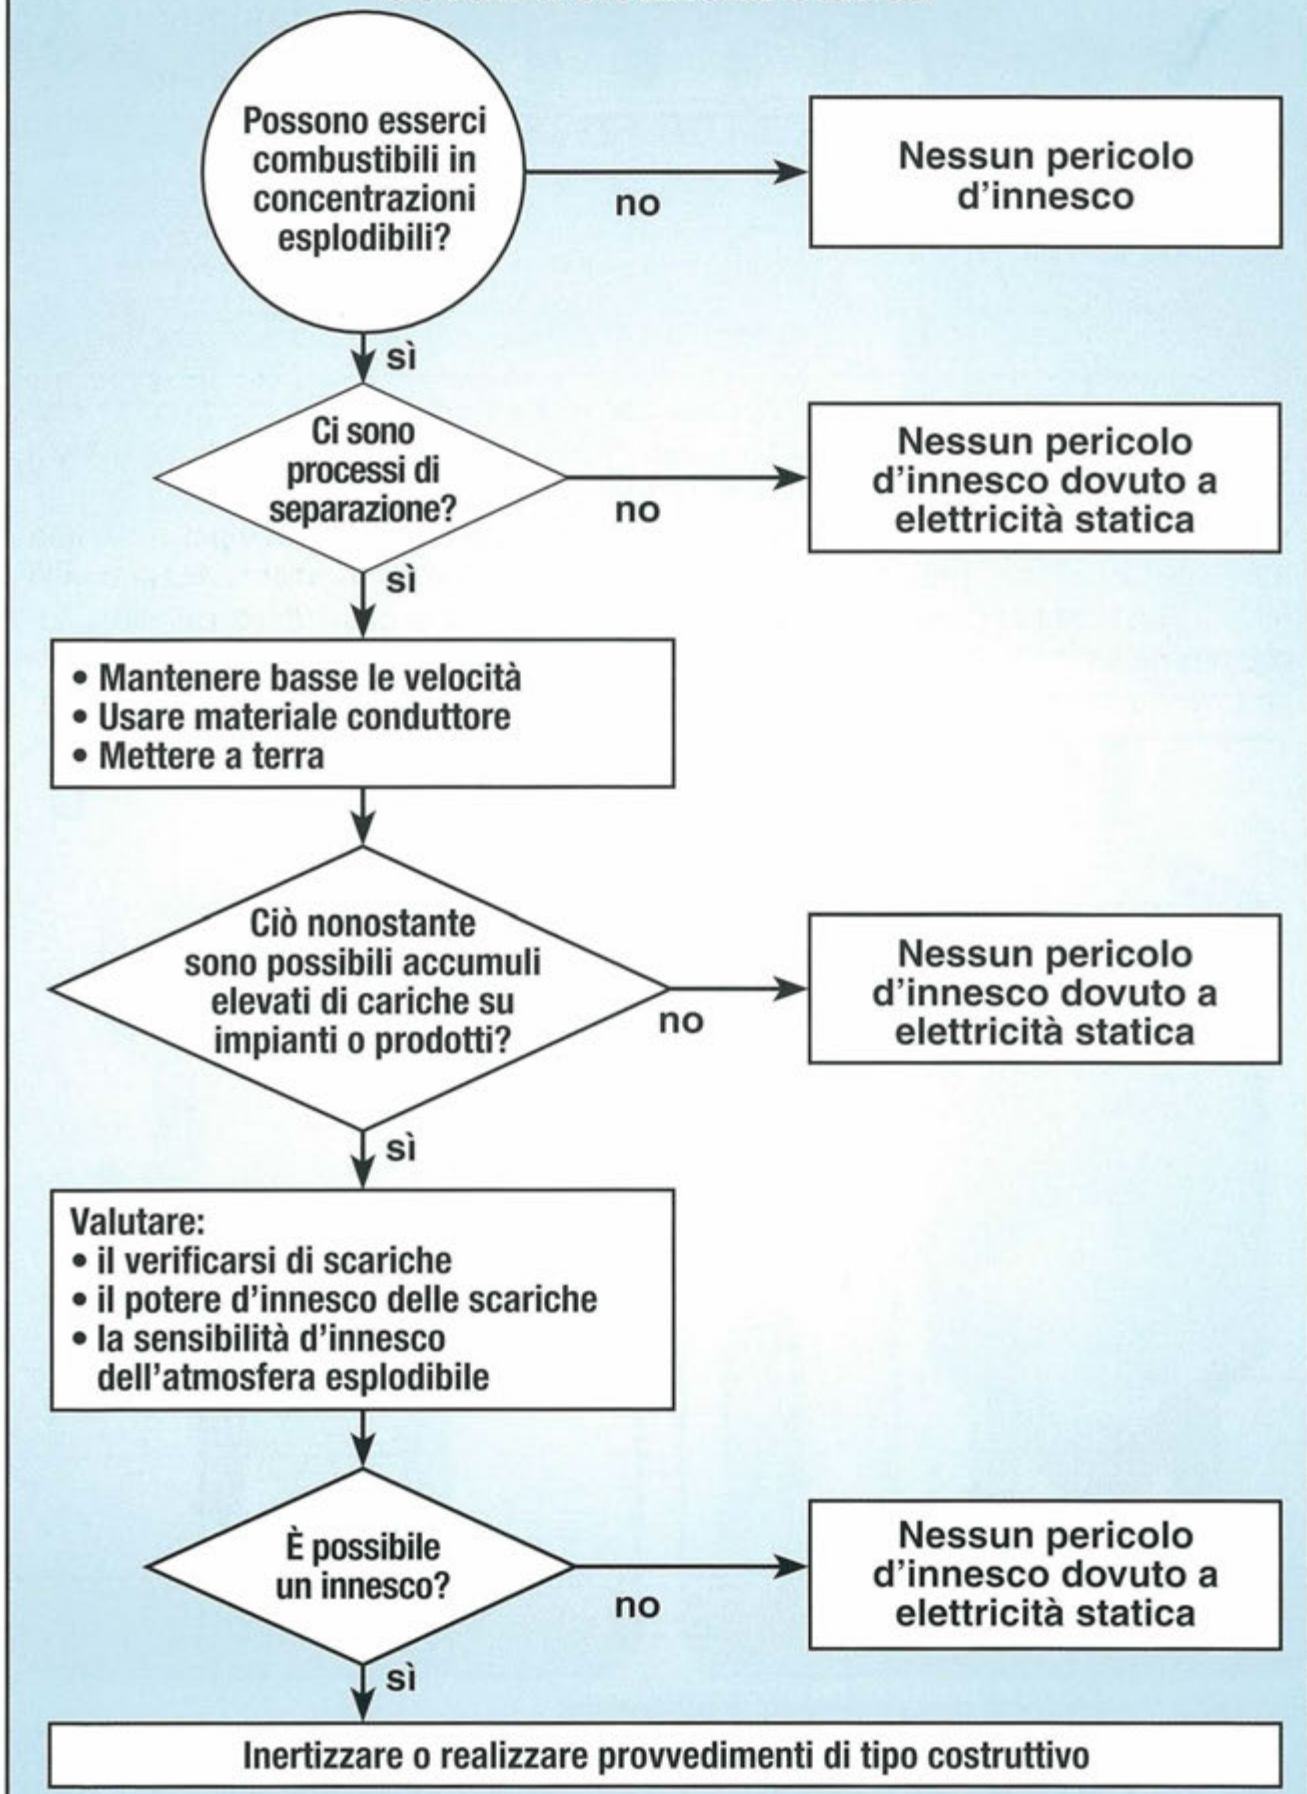 Possono esserci
combustibili in
concentrazioni
esplodibili?
no
Nessun pericolo
d'innesco
sì
Ci sono
processi di
separazione?
no
Nessun pericolo
d'innesco dovuto a
elettricità statica
sì
• Mantenere basse le velocità
• Usare materiale conduttore
• Mettere a terra
Ciò nonostante
sono possibili accumuli
elevati di cariche su
impianti o prodotti?
no
Nessun pericolo
d'innesco dovuto a
elettricità statica
sì
Valutare:
• il verificarsi di scariche
• il potere d'innesco delle scariche
• la sensibilità d'innesco
dell'atmosfera esplodibile
È possibile
un innesco?
no
Nessun pericolo
d'innesco dovuto a
elettricità statica
sì
Inertizzare o realizzare provvedimenti di tipo costruttivo